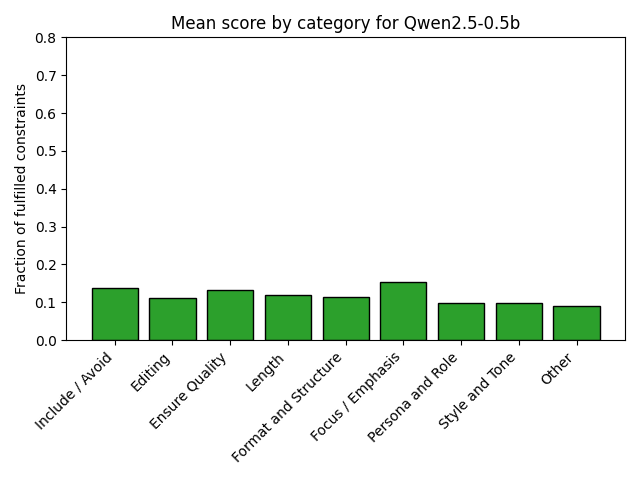 Mean score by category for Qwen2.5-0.5b
Fraction of fulfilled constraints
0.8
0.7
0.6
0.5
0.4
0.3
0.2
0.1
0.0
Include / Avoid
Editing
Ensure Quality
Length
Format and Structure
Focus / Emphasis
Persona and Role
Style and Tone
Other